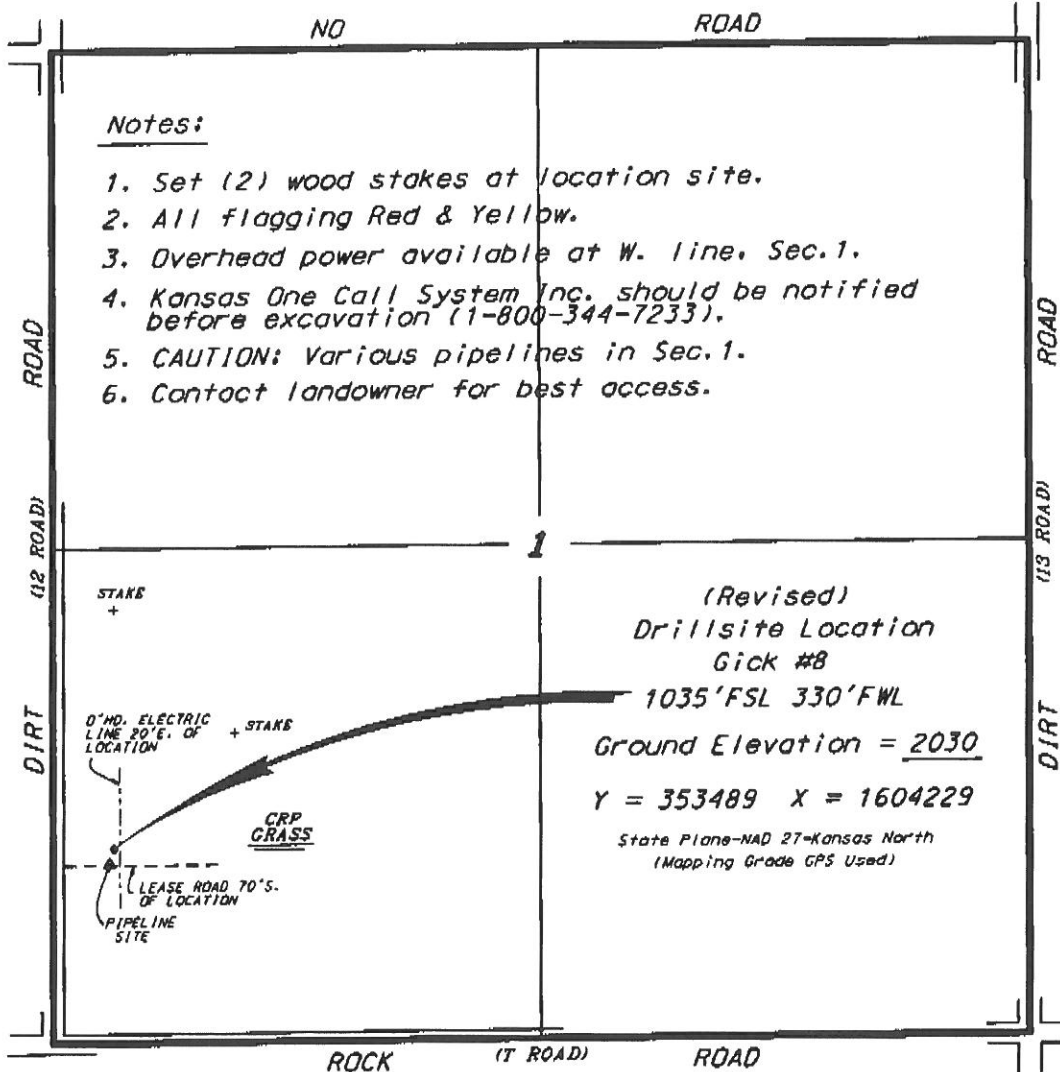 NO ROAD
Notes:
1. Set (2) wood stakes at location site.
2. All flagging Red & Yellow.
3. Overhead power available at W. line, Sec.1.
4. Kansas One Call System Inc. should be notified
before excavation (1-800-344-7233).
5. CAUTION: Various pipelines in Sec.1.
6. Contact landowner for best access.
DIRT (12 ROAD) ROAD
DIRT (13 ROAD) ROAD
1
STAKE
(Revised)
Drillsite Location
Gick #8
1035'FSL 330'FWL
Ground Elevation = 2030
Y = 353489 X = 1604229
State Plane-NAD 27-Kansas North
(Mapping Grade GPS Used)
O'HD. ELECTRIC
LINE 20'E. OF
LOCATION
STAKE
CRP
GRASS
LEASE ROAD 70'S.
OF LOCATION
PIPELINE
SITE
ROCK (T ROAD) ROAD